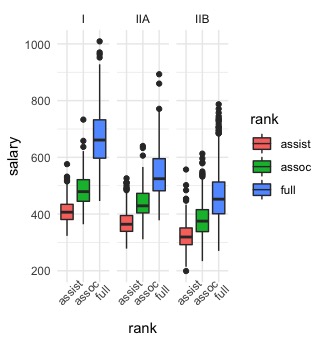 I IIA IIB
1000
800
600
400
200
salary
assist assoc full assist assoc full assist assoc full
rank
rank
assist
assoc
full